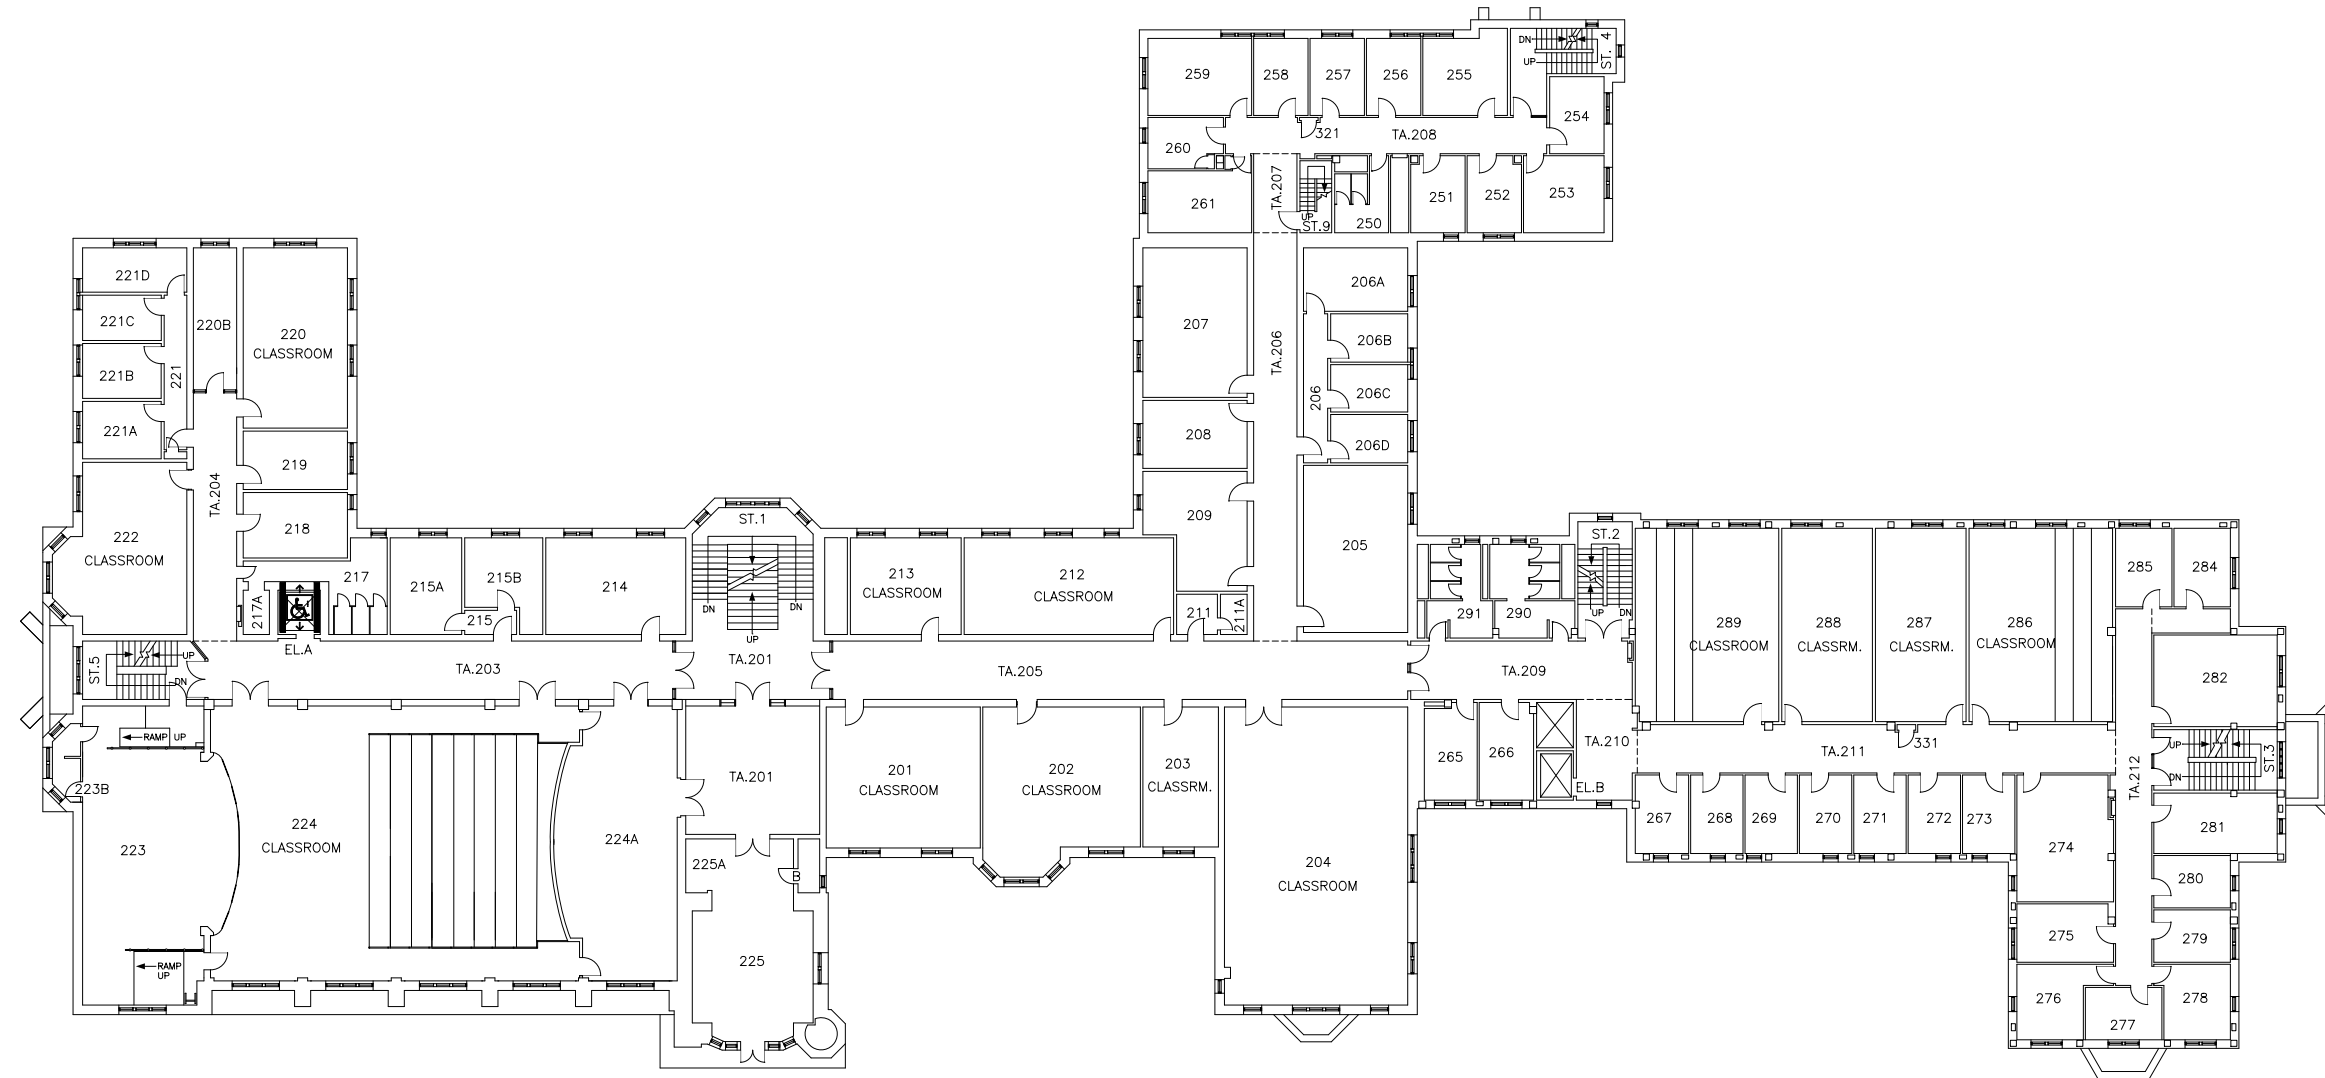 259
258
257
256
255
DN
UP
ST. 4
254
260
321
TA.208
261
TA.207
UP
ST.9
250
251
252
253
221D
221C
221B
221A
221
220B
220
CLASSROOM
219
218
TA.204
222
CLASSROOM
217
217A
EL.A
215A
215B
215
214
ST.1
DN
DN
UP
207
208
209
TA.206
206A
206B
206C
206D
206
205
213
CLASSROOM
212
CLASSROOM
211
211A
291
290
ST.2
UP
DN
289
CLASSROOM
288
CLASSRM.
287
CLASSRM.
286
CLASSROOM
285
284
282
ST.5
UP
DN
TA.203
TA.201
TA.205
TA.209
RAMP
UP
223B
223
RAMP
UP
224
CLASSROOM
224A
TA.201
225A
B
225
201
CLASSROOM
202
CLASSROOM
203
CLASSRM.
204
CLASSROOM
265
266
TA.210
EL.B
TA.211
331
TA.212
UP
DN
ST.3
267
268
269
270
271
272
273
274
281
280
275
279
276
277
278